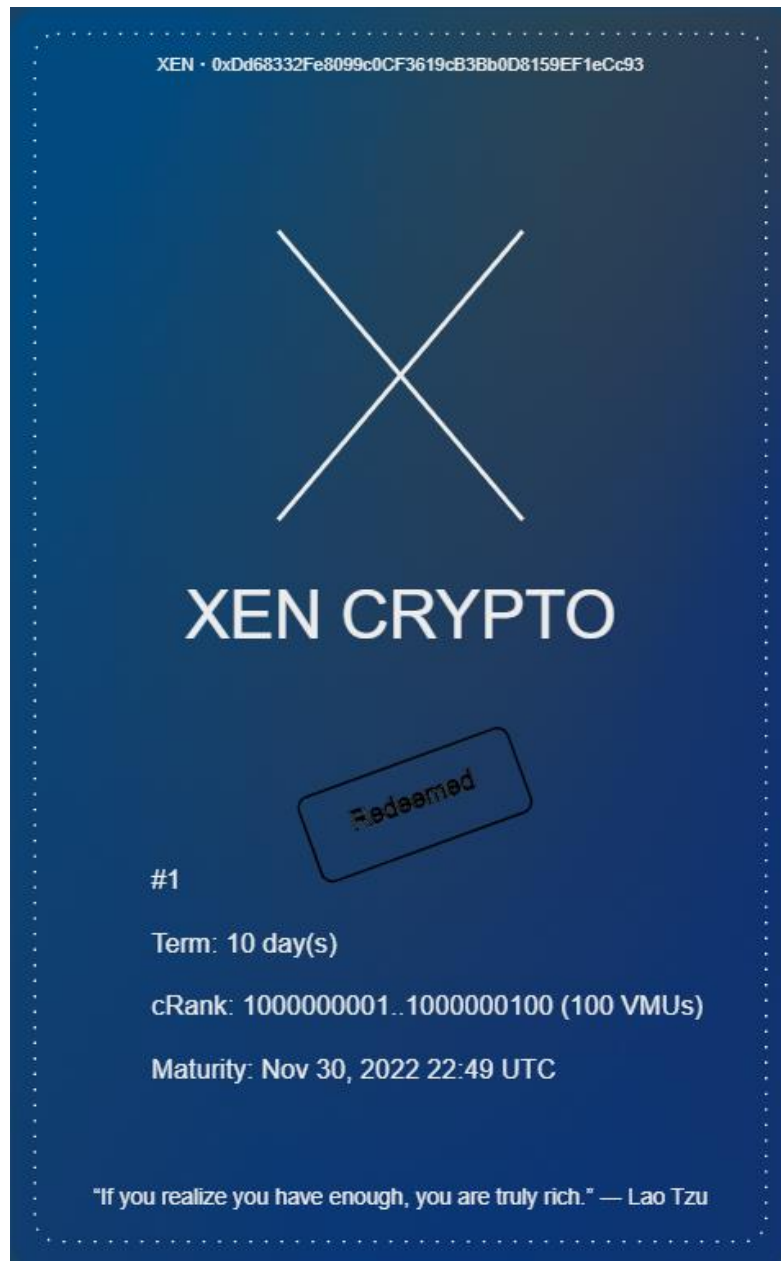 XEN · 0xDd68332Fe8099c0CF3619cB3Bb0D8159EF1eCc93
XEN CRYPTO
Redeemed
#1
Term: 10 day(s)
cRank: 1000000001..1000000100 (100 VMUs)
Maturity: Nov 30, 2022 22:49 UTC
“If you realize you have enough, you are truly rich.” — Lao Tzu